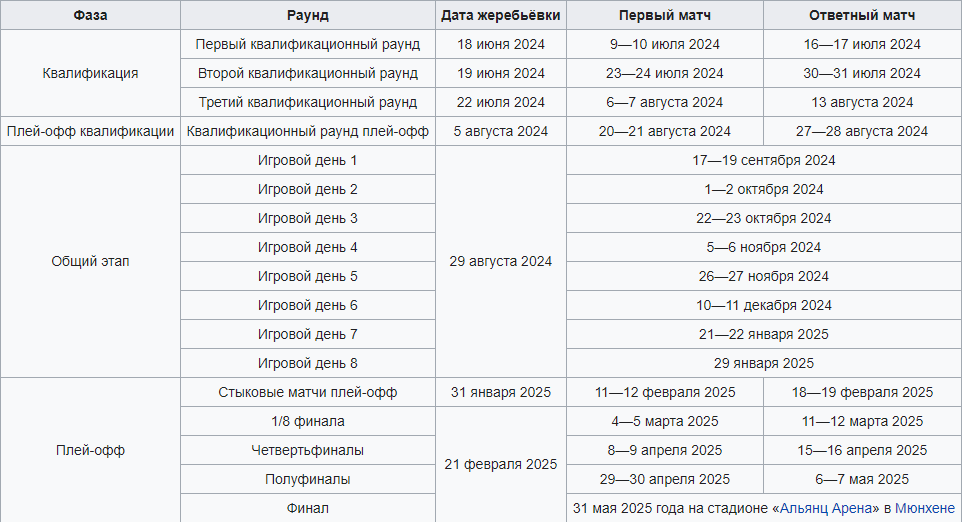 Фаза Раунд Дата жеребьёвки Первый матч Ответный матч
Квалификация Первый квалификационный раунд 18 июня 2024 9—10 июля 2024 16—17 июля 2024
Второй квалификационный раунд 19 июня 2024 23—24 июля 2024 30—31 июля 2024
Третий квалификационный раунд 22 июля 2024 6—7 августа 2024 13 августа 2024
Плей-офф квалификации Квалификационный раунд плей-офф 5 августа 2024 20—21 августа 2024 27—28 августа 2024
Общий этап Игровой день 1 29 августа 2024 17—19 сентября 2024
Игровой день 2 1—2 октября 2024
Игровой день 3 22—23 октября 2024
Игровой день 4 5—6 ноября 2024
Игровой день 5 26—27 ноября 2024
Игровой день 6 10—11 декабря 2024
Игровой день 7 21—22 января 2025
Игровой день 8 29 января 2025
Плей-офф Стыковые матчи плей-офф 31 января 2025 11—12 февраля 2025 18—19 февраля 2025
1/8 финала 21 февраля 2025 4—5 марта 2025 11—12 марта 2025
Четвертьфиналы 8—9 апреля 2025 15—16 апреля 2025
Полуфиналы 29—30 апреля 2025 6—7 мая 2025
Финал 31 мая 2025 года на стадионе «Альянц Арена» в Мюнхене